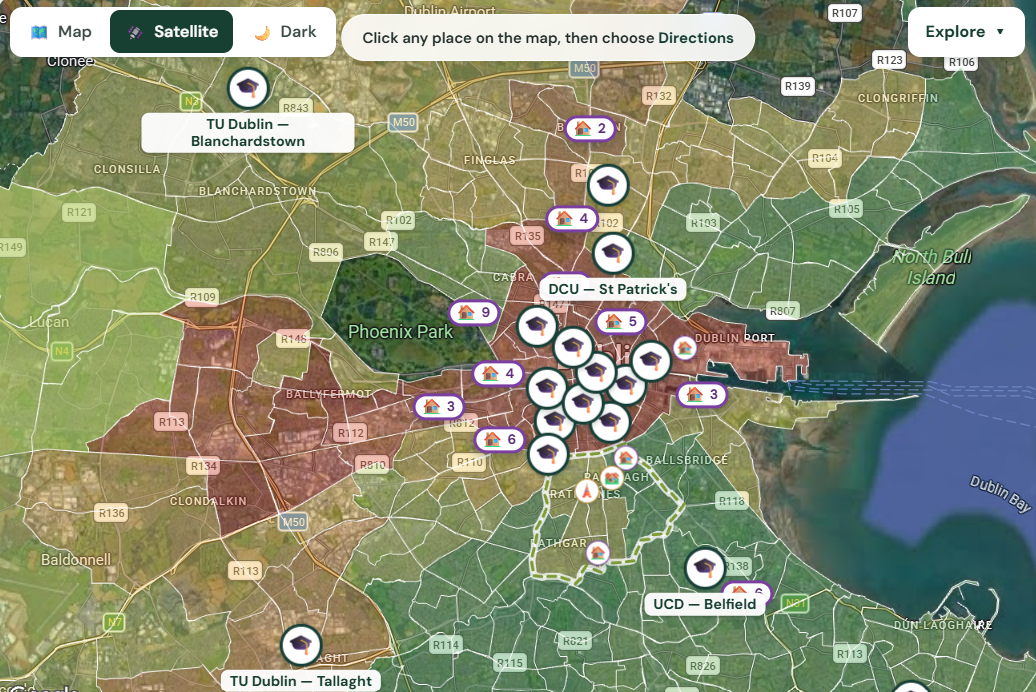 Map
Satellite
Dark
Click any place on the map, then choose Directions
Explore
Dublin Airport
R107
R123
R106
Clonee
M50
R139
R132
CLONGRIFFIN
N3
R843
M50
2
TU Dublin —
Blanchardstown
FINGLAS
R104
CLONSILLA
BLANCHARDSTOWN
R121
R102
4
R102
R103
R105
R149
R147
R135
R806
North Bull
Island
CABRA
DCU — St Patrick's
R109
9
5
R807
Lucan
Phoenix Park
DUBLIN PORT
R148
N4
4
BALLYFERMOT
3
3
R113
R112
R812
6
R134
R810
R110
BALLSBRIDGE
CLONDALKIN
R118
Dublin Bay
R136
M50
Baldonnell
RATHGAR
R113
R138
UCD — Belfield
6
N31
N7
DÚN LAOGHAIRE
R114
R821
R113
R115
R826
TU Dublin — Tallaght
Google